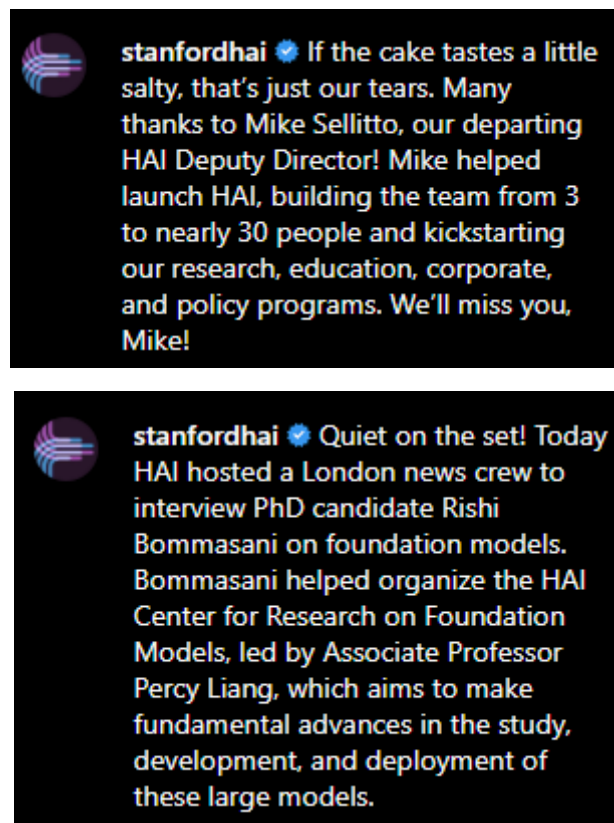 stanfordhai If the cake tastes a little
salty, that’s just our tears. Many
thanks to Mike Sellitto, our departing
HAI Deputy Director! Mike helped
launch HAI, building the team from 3
to nearly 30 people and kickstarting
our research, education, corporate,
and policy programs. We’ll miss you,
Mike!
stanfordhai Quiet on the set! Today
HAI hosted a London news crew to
interview PhD candidate Rishi
Bommasani on foundation models.
Bommasani helped organize the HAI
Center for Research on Foundation
Models, led by Associate Professor
Percy Liang, which aims to make
fundamental advances in the study,
development, and deployment of
these large models.